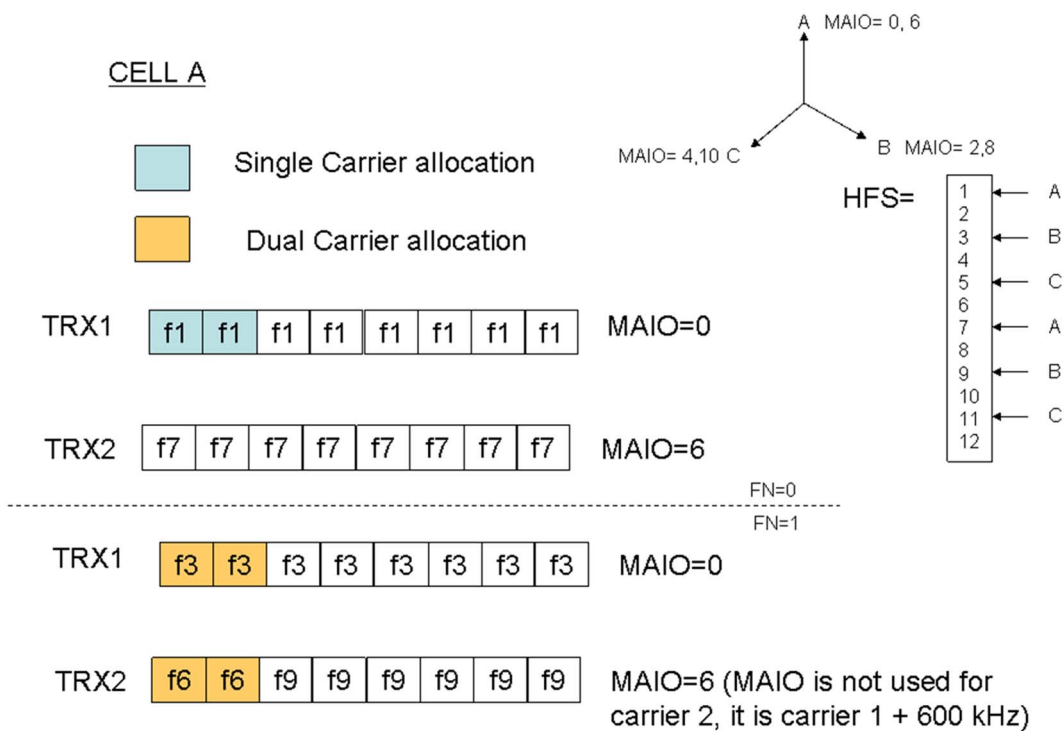 A MAIO= 0, 6
CELL A
Single Carrier allocation
MAIO= 4,10 C
B MAIO= 2,8
Dual Carrier allocation
HFS=
1 A
2
3 B
4
5 C
6
7 A
8
9 B
10
11 C
12
TRX1 f1 f1 f1 f1 f1 f1 f1 f1 MAIO=0
TRX2 f7 f7 f7 f7 f7 f7 f7 f7 MAIO=6
FN=0
FN=1
TRX1 f3 f3 f3 f3 f3 f3 f3 f3 MAIO=0
TRX2 f6 f6 f9 f9 f9 f9 f9 f9 MAIO=6 (MAIO is not used for
carrier 2, it is carrier 1 + 600 kHz)